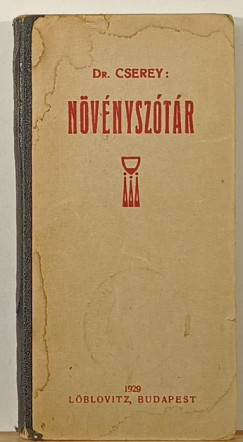 Dr. CSEREY:
NÖVÉNYSZÓTÁR
1929
LÖBLOVITZ, BUDAPEST